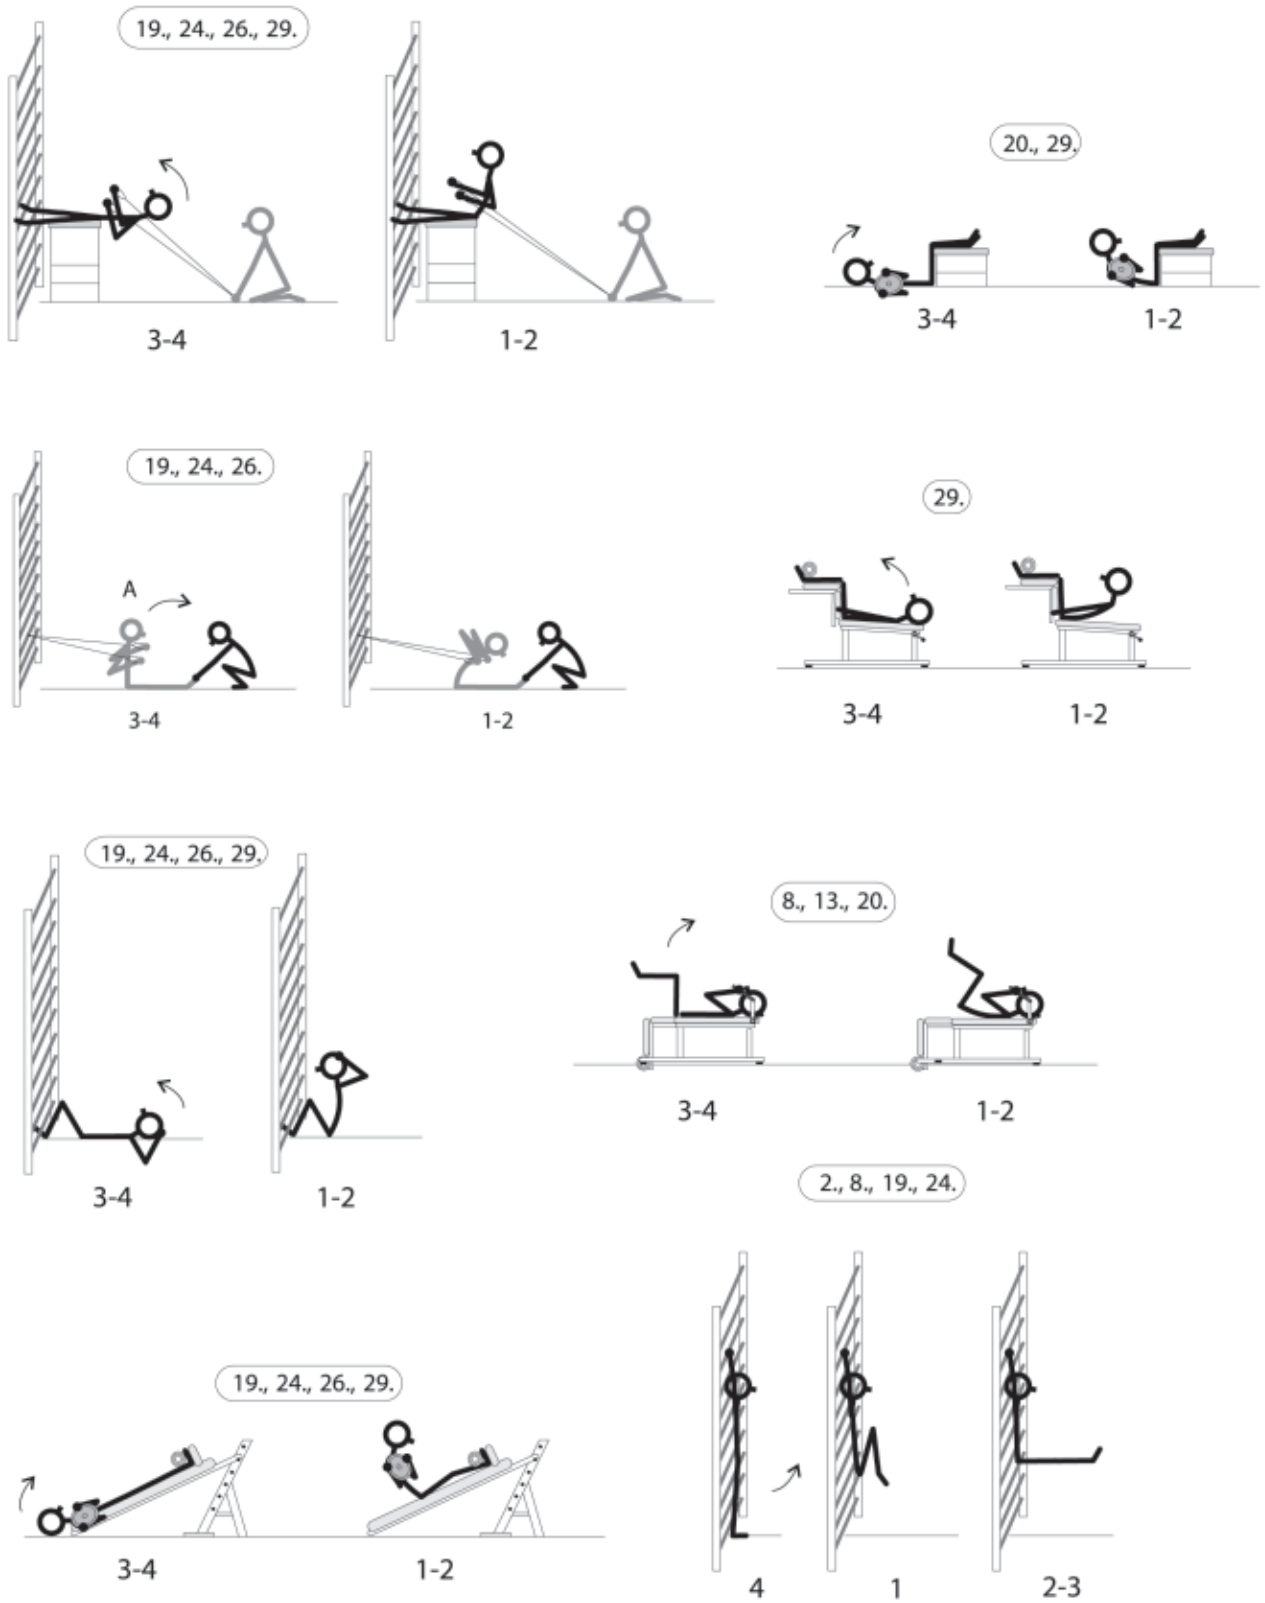 19., 24., 26., 29.
3-4 1-2
20., 29.
3-4 1-2
19., 24., 26.
A
3-4 1-2
29.
3-4 1-2
19., 24., 26., 29.
3-4 1-2
8., 13., 20.
3-4 1-2
19., 24., 26., 29.
3-4 1-2
2., 8., 19., 24.
4 1 2-3